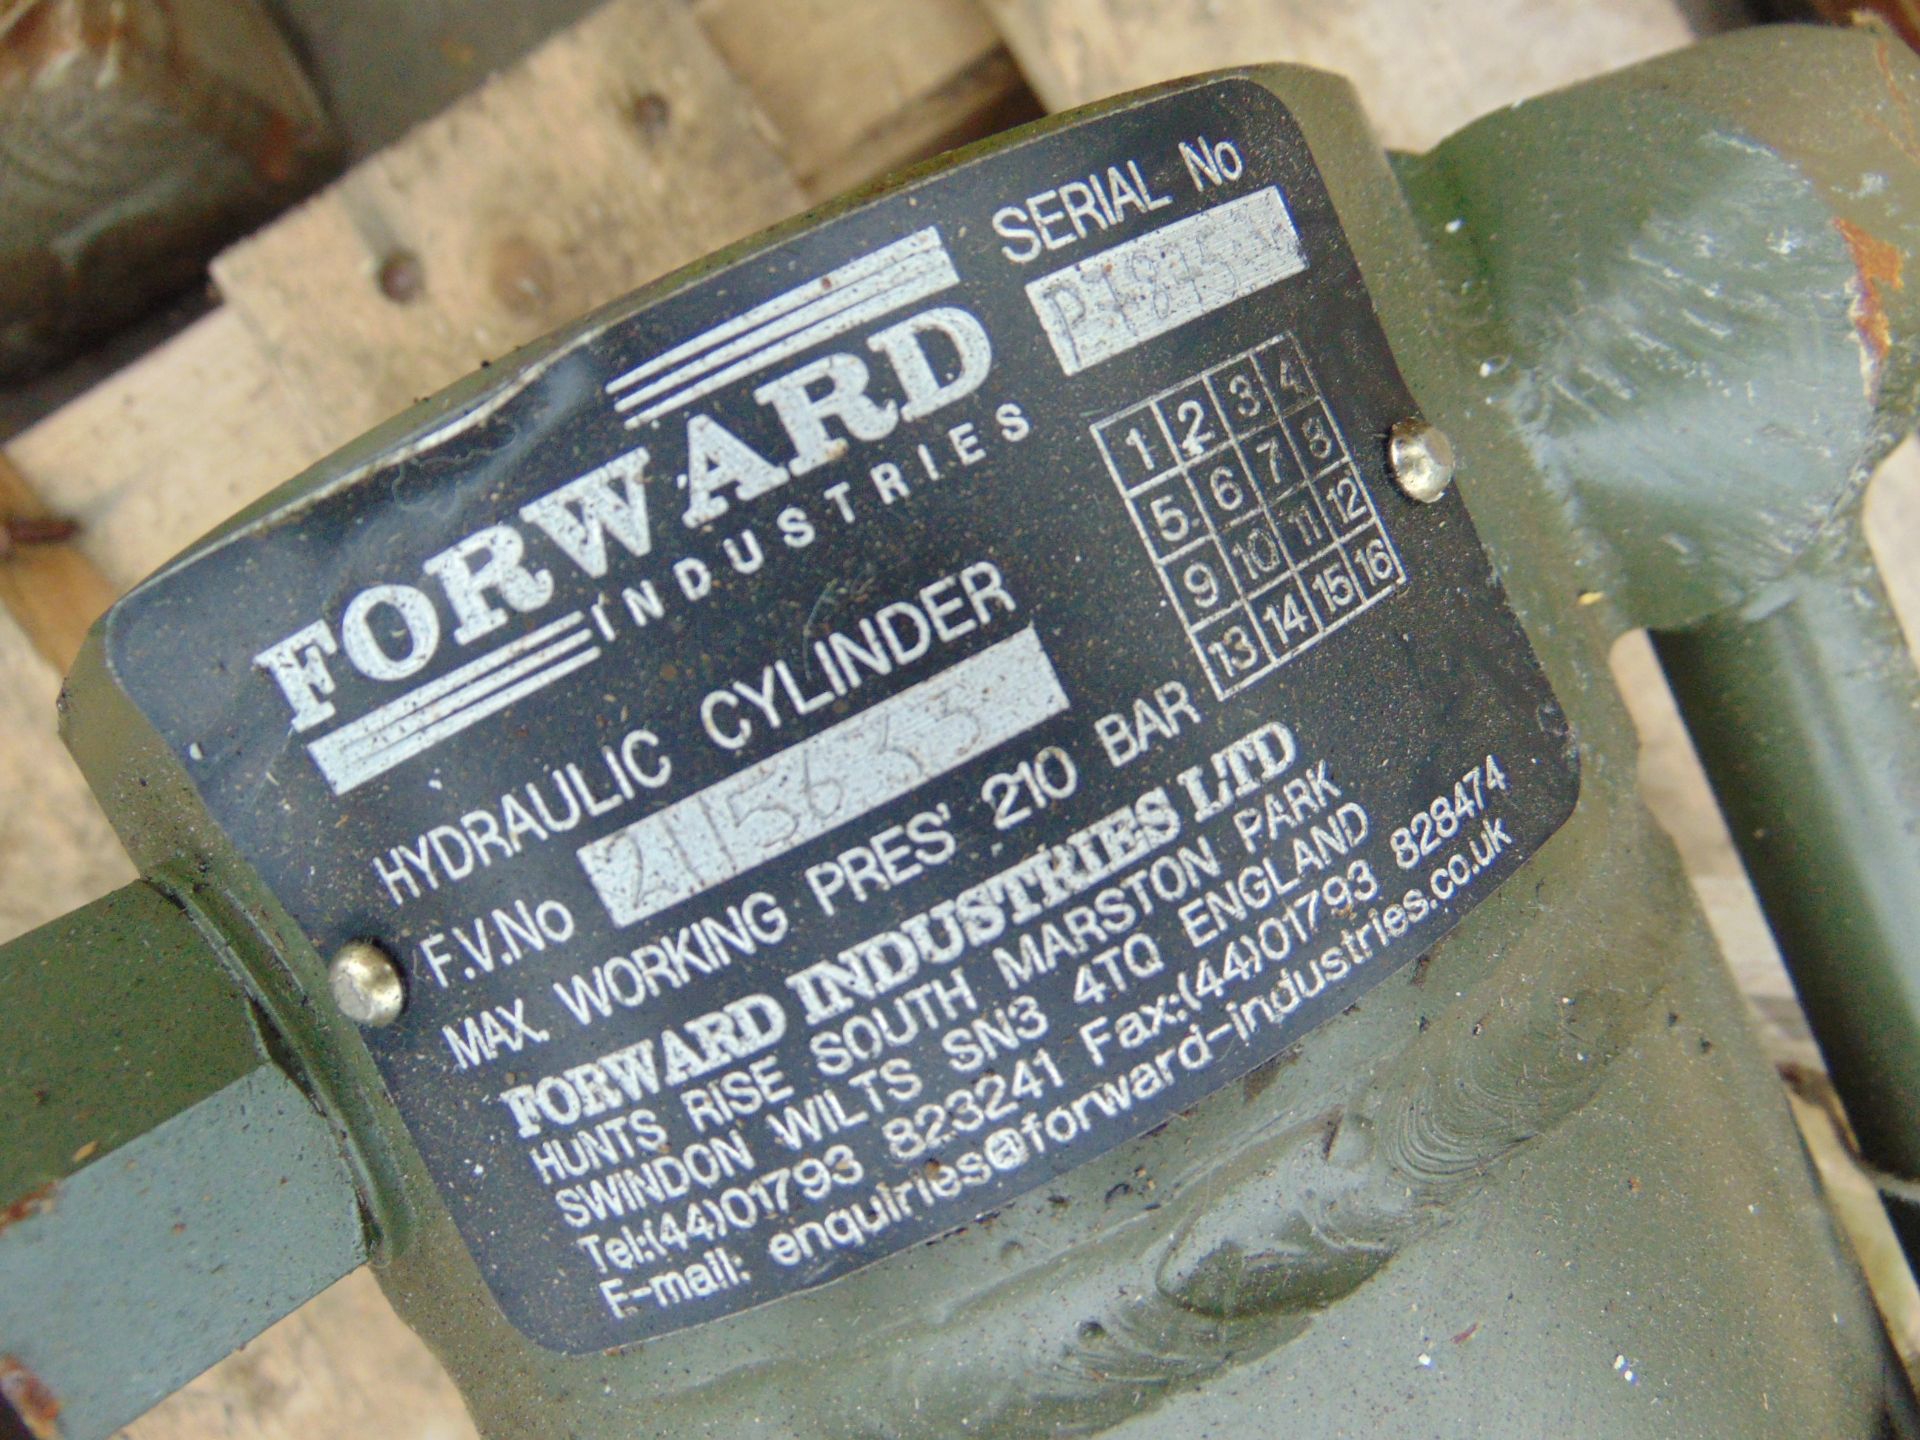 FORWARD
INDUSTRIES
SERIAL No
1 2 3 4
5 6 7 8
9 10 11 12
13 14 15 16
HYDRAULIC CYLINDER
F.V.No 2115633
MAX. WORKING PRES' 210 BAR
FORWARD INDUSTRIES LTD
HUNTS RISE SOUTH MARSTON PARK
SWINDON WILTS SN3 4TQ ENGLAND
Tel:(44)01793 823241 Fax:(44)01793 828474
E-mail: enquiries@forward-industries.co.uk